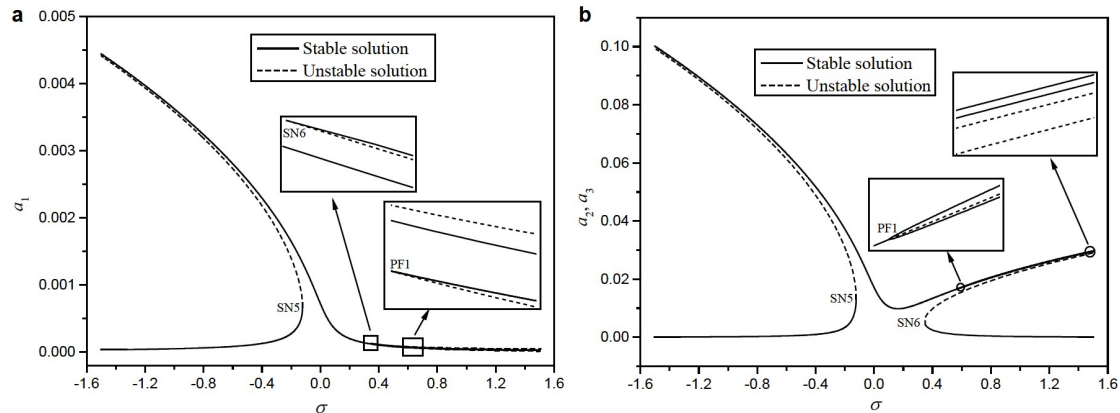 a
0.005
0.004
0.003
0.002
0.001
0.000
a1
Stable solution
Unstable solution
SN6
PF1
SN5
-1.6 -1.2 -0.8 -0.4 0.0 0.4 0.8 1.2 1.6
σ
b
0.10
0.08
0.06
0.04
0.02
0.00
a2, a3
Stable solution
Unstable solution
PF1
SN5
SN6
-1.6 -1.2 -0.8 -0.4 0.0 0.4 0.8 1.2 1.6
σ